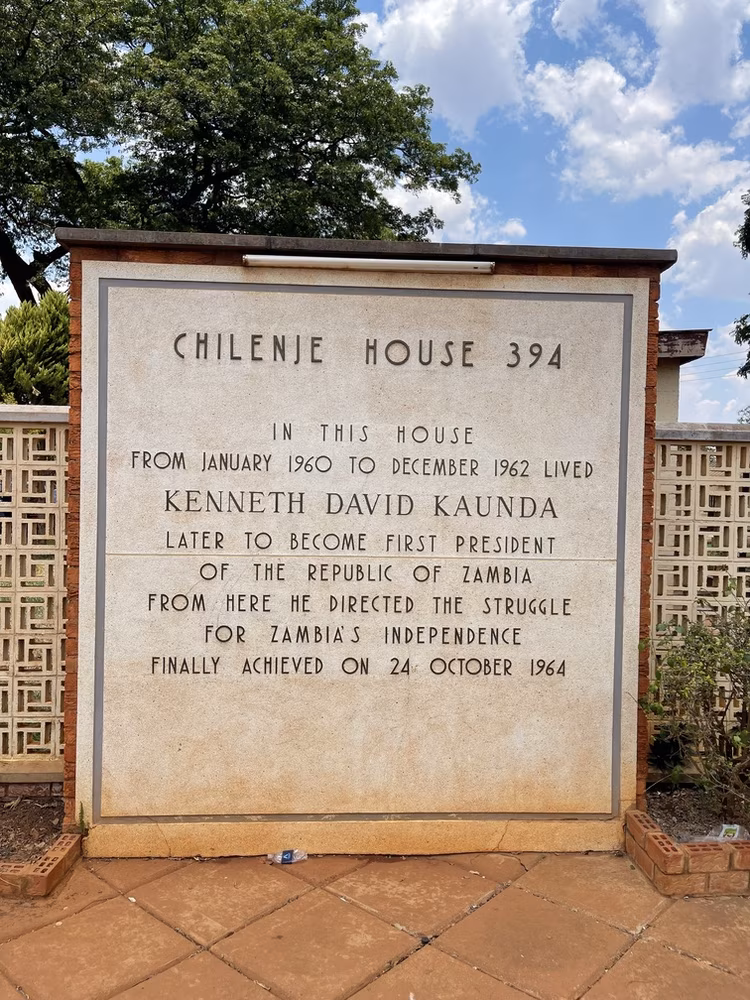 CHILENJE HOUSE 394
IN THIS HOUSE
FROM JANUARY 1960 TO DECEMBER 1962 LIVED
KENNETH DAVID KAUNDA
LATER TO BECOME FIRST PRESIDENT
OF THE REPUBLIC OF ZAMBIA
FROM HERE HE DIRECTED THE STRUGGLE
FOR ZAMBIA'S INDEPENDENCE
FINALLY ACHIEVED ON 24 OCTOBER 1964